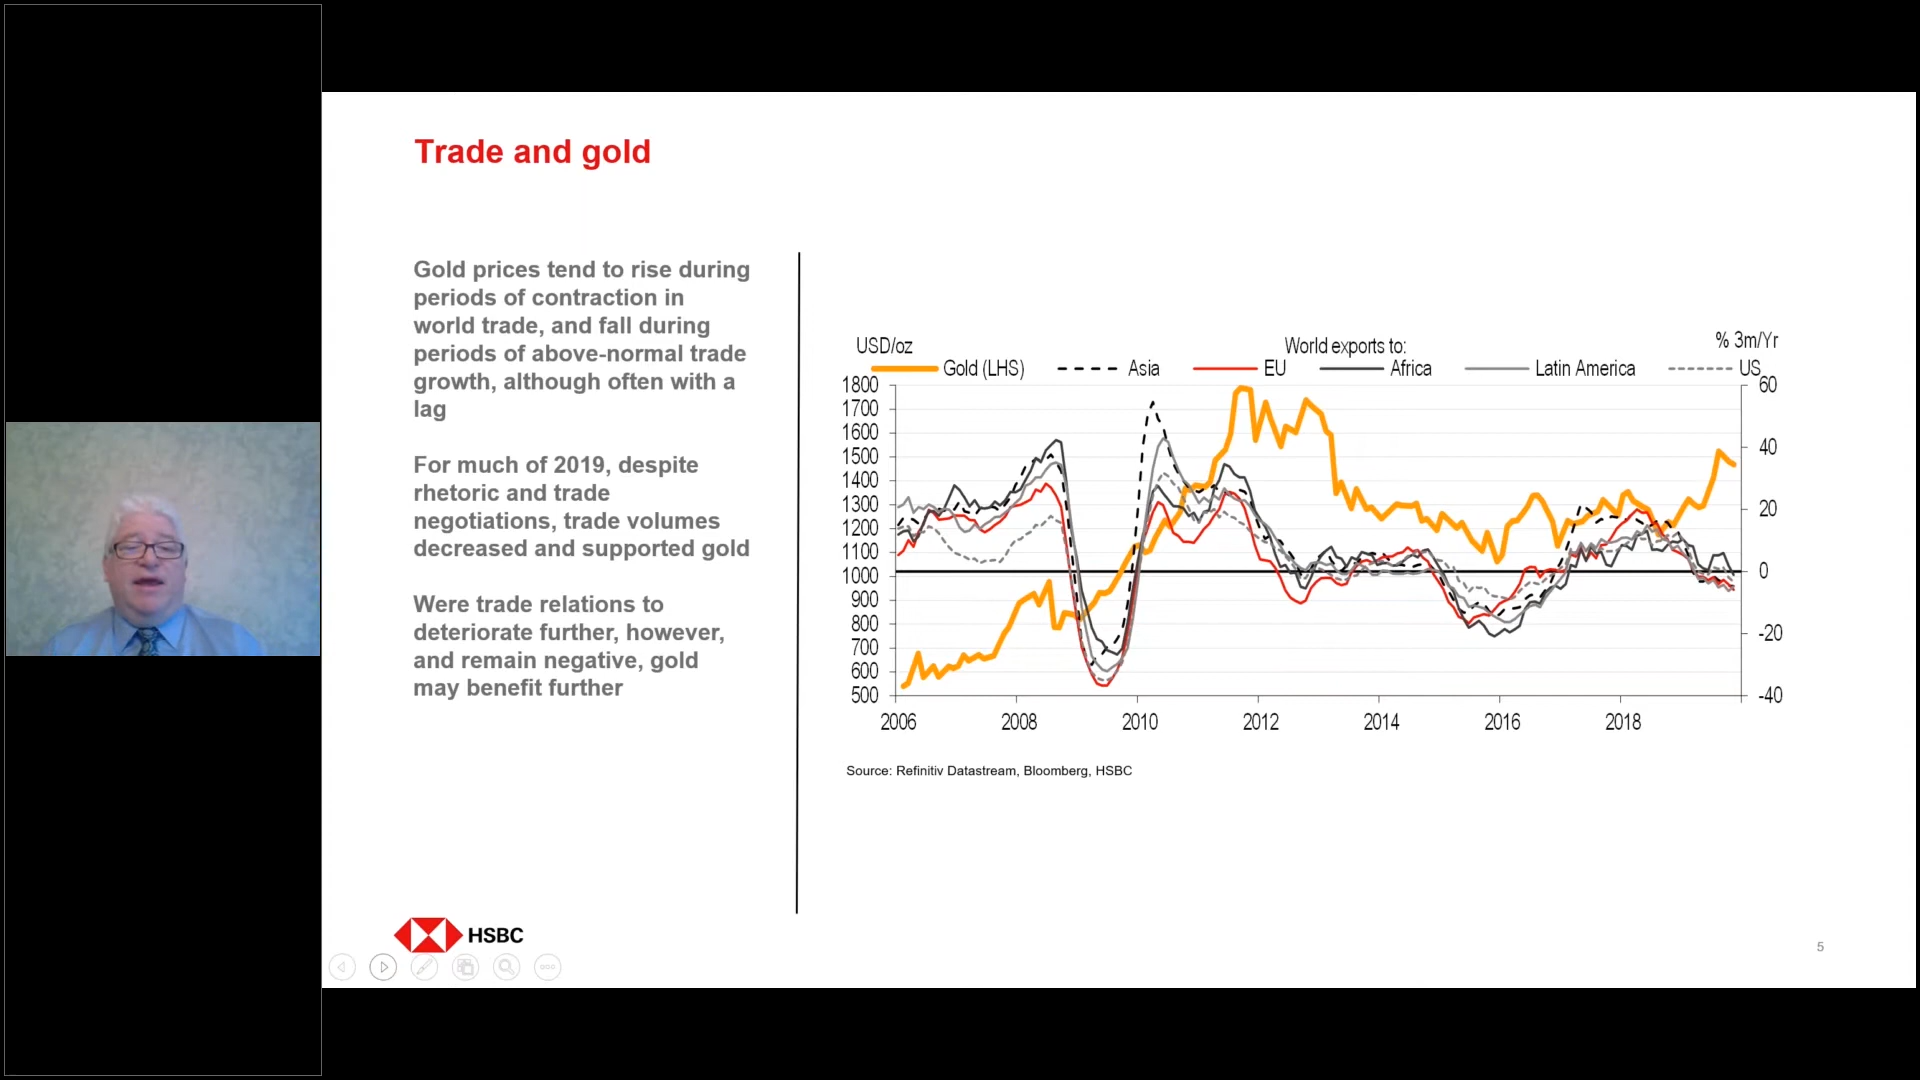 Trade and gold
Gold prices tend to rise during
periods of contraction in
world trade, and fall during
periods of above-normal trade
growth, although often with a
lag
For much of 2019, despite
rhetoric and trade
negotiations, trade volumes
decreased and supported gold
Were trade relations to
deteriorate further, however,
and remain negative, gold
may benefit further
USD/oz
World exports to:
% 3m/Yr
Gold (LHS) Asia EU Africa Latin America US
1800 60
1700
1600
1500 40
1400
1300 20
1200
1100
1000 0
900
800 -20
700
600
500 -40
2006 2008 2010 2012 2014 2016 2018
Source: Refinitiv Datastream, Bloomberg, HSBC
HSBC
5